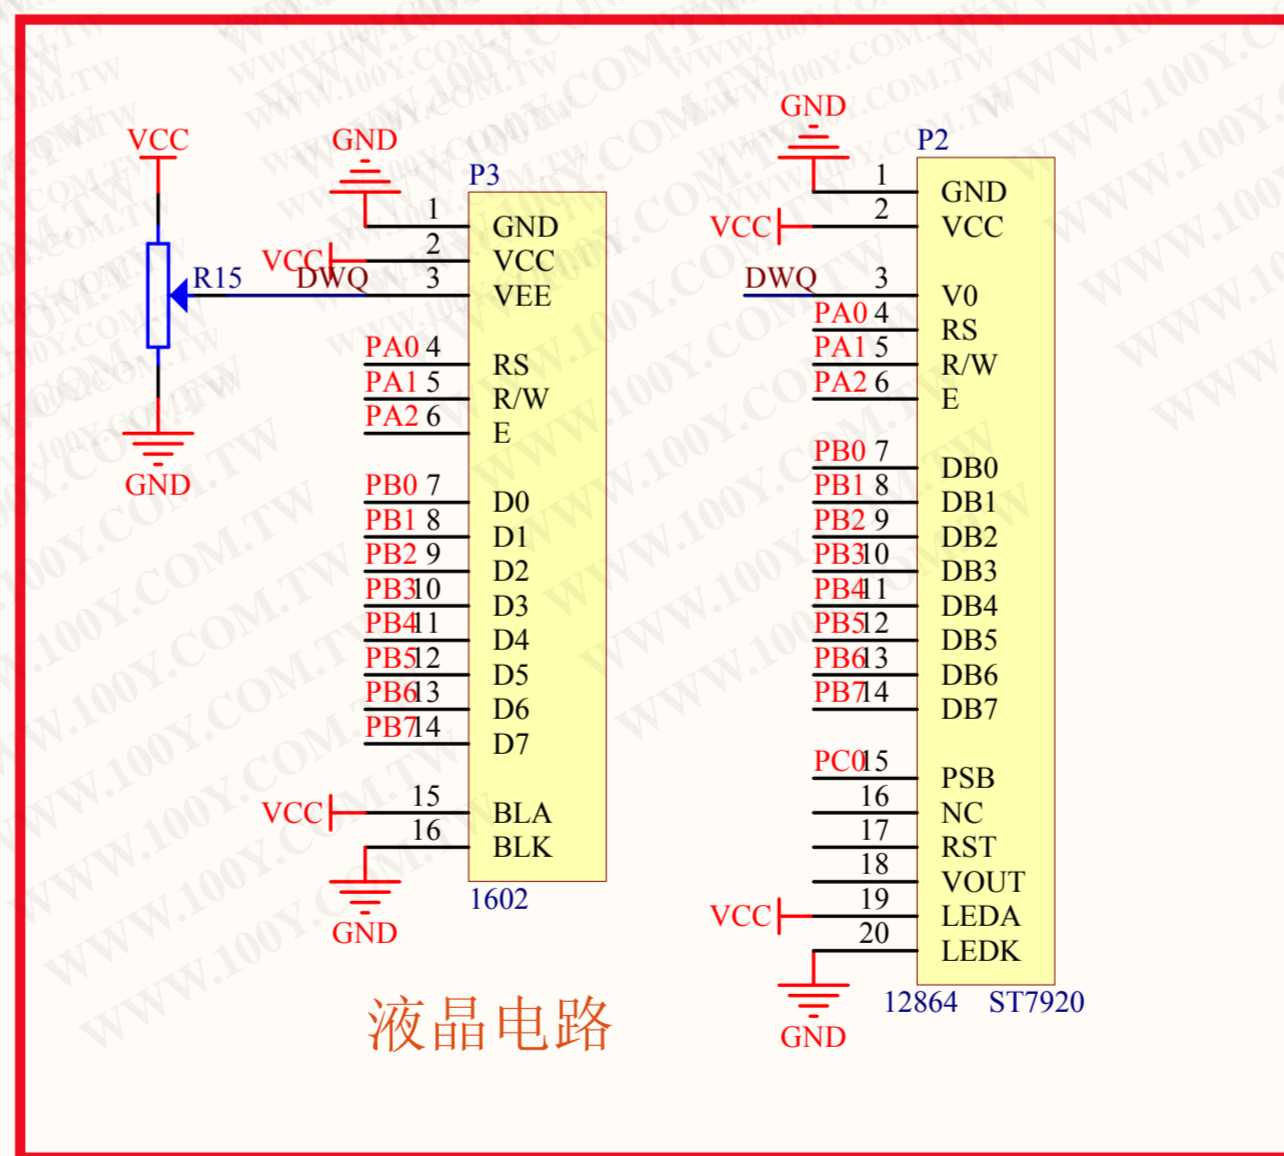 VCC
R15
DWQ
GND
GND
VCC
P3
1 GND
2 VCC
3 VEE
PA0 4 RS
PA1 5 R/W
PA2 6 E
PB0 7 D0
PB1 8 D1
PB2 9 D2
PB3 10 D3
PB4 11 D4
PB5 12 D5
PB6 13 D6
PB7 14 D7
VCC 15 BLA
16 BLK
GND
1602
GND
P2
1 GND
VCC 2 VCC
DWQ 3 V0
PA0 4 RS
PA1 5 R/W
PA2 6 E
PB0 7 DB0
PB1 8 DB1
PB2 9 DB2
PB3 10 DB3
PB4 11 DB4
PB5 12 DB5
PB6 13 DB6
PB7 14 DB7
PC0 15 PSB
16 NC
17 RST
18 VOUT
VCC 19 LEDA
20 LEDK
GND
12864 ST7920
液晶电路
WWW.100Y.COM.TW